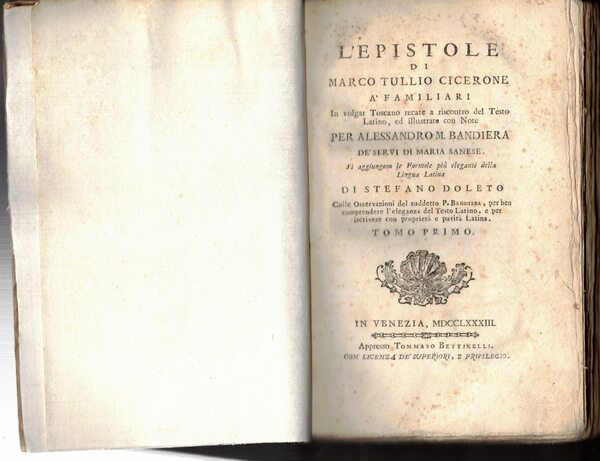 L'EPISTOLE
DI
MARCO TULLIO CICERONE
A' FAMILIARI
In volgar Toscano recate a riscontro del Testo
Latino, ed illustrate con Note
PER ALESSANDRO M. BANDIERA
DE' SERVI DI MARIA SANESE.
Si aggiungono le Formole più eleganti della
Lingua Latina
DI STEFANO DOLETO
Colle Osservazioni del suddetto P. BANDIERA, per ben
comprendere l'eleganza del Testo Latino, e per
iscrivere con proprietà e purità Latina.
TOMO PRIMO.
IN VENEZIA, MDCCLXXXIII.
Appresso TOMMASO BETTINELLI.
CON LICENZA DE' SUPERIORI, E PRIVILEGIO.